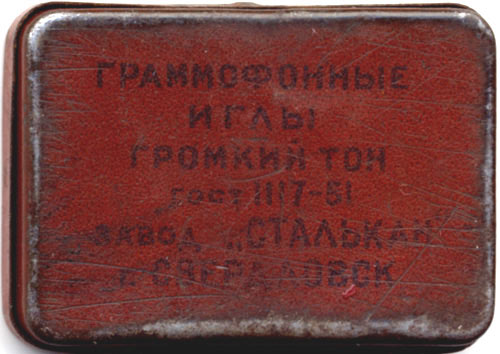 ГРАММОФОННЫЕ
ИГЛЫ
ГРОМКИЙ ТОН
ГОСТ 1117-51
ЗАВОД „СТАЛЬКАН"
Г. СВЕРДЛОВСК